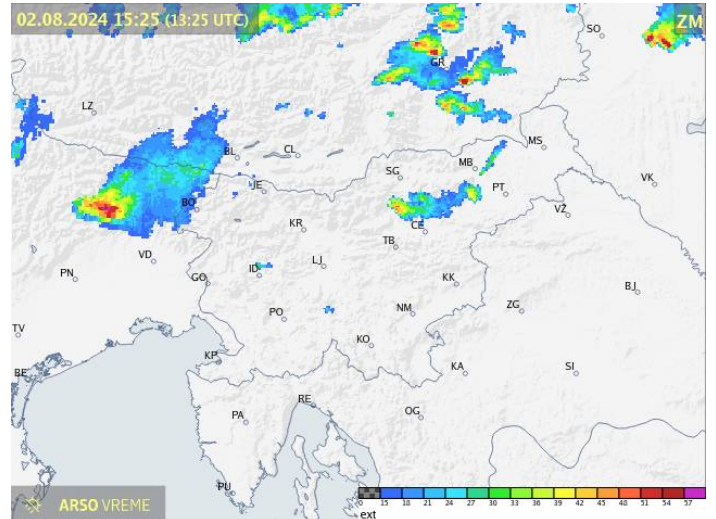 02.08.2024 15:25 (13:25 UTC)
ZM
SO
GR
LZ
BL
CL
MS
SG
MB
JE
PT
VK
BO
KR
CE
VŽ
TB
VD
LJ
ID
PN
GO
KK
BJ
PO
NM
ZG
TV
KO
KP
BE
KA
SI
RE
PA
OG
PU
ARSO VREME
0 15 18 21 24 27 30 33 36 39 42 45 48 51 54 57
ext